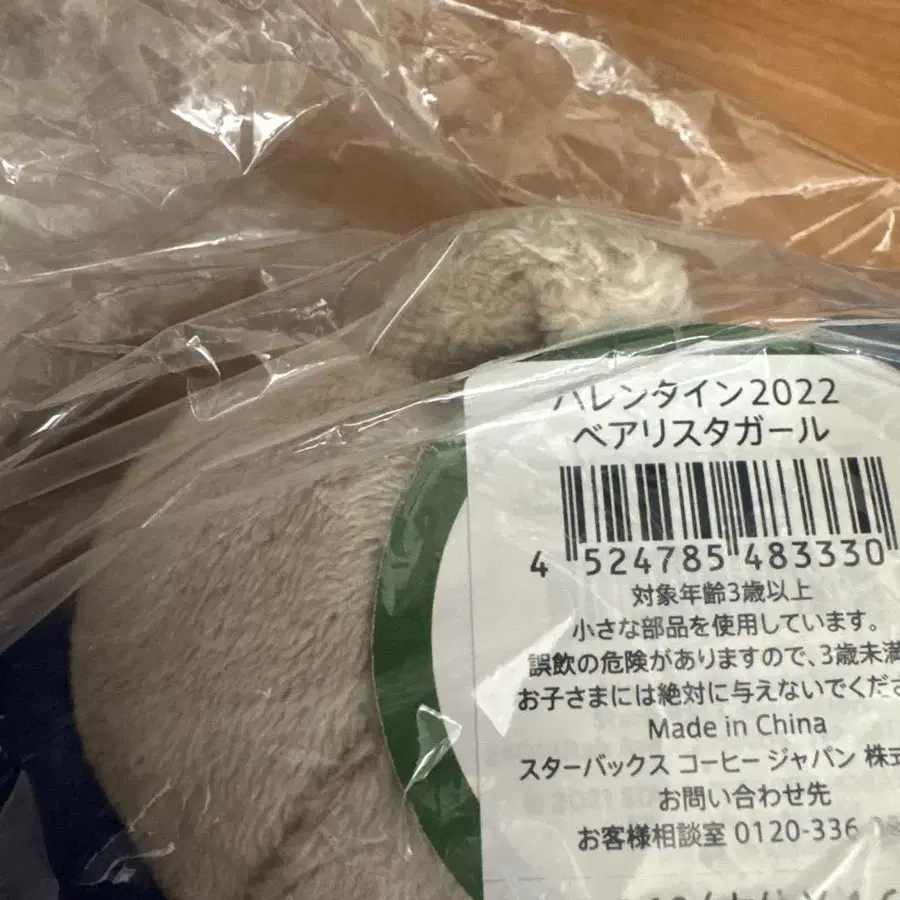 バレンタイン2022
ベアリスタガール
4 524785 483330
対象年齢3歳以上
小さな部品を使用しています。
誤飲の危険がありますので、3歳未満
お子さまには絶対に与えないでくださ
Made in China
スターバックス コーヒー ジャパン 株式
お問い合わせ先
お客様相談室 0120-336